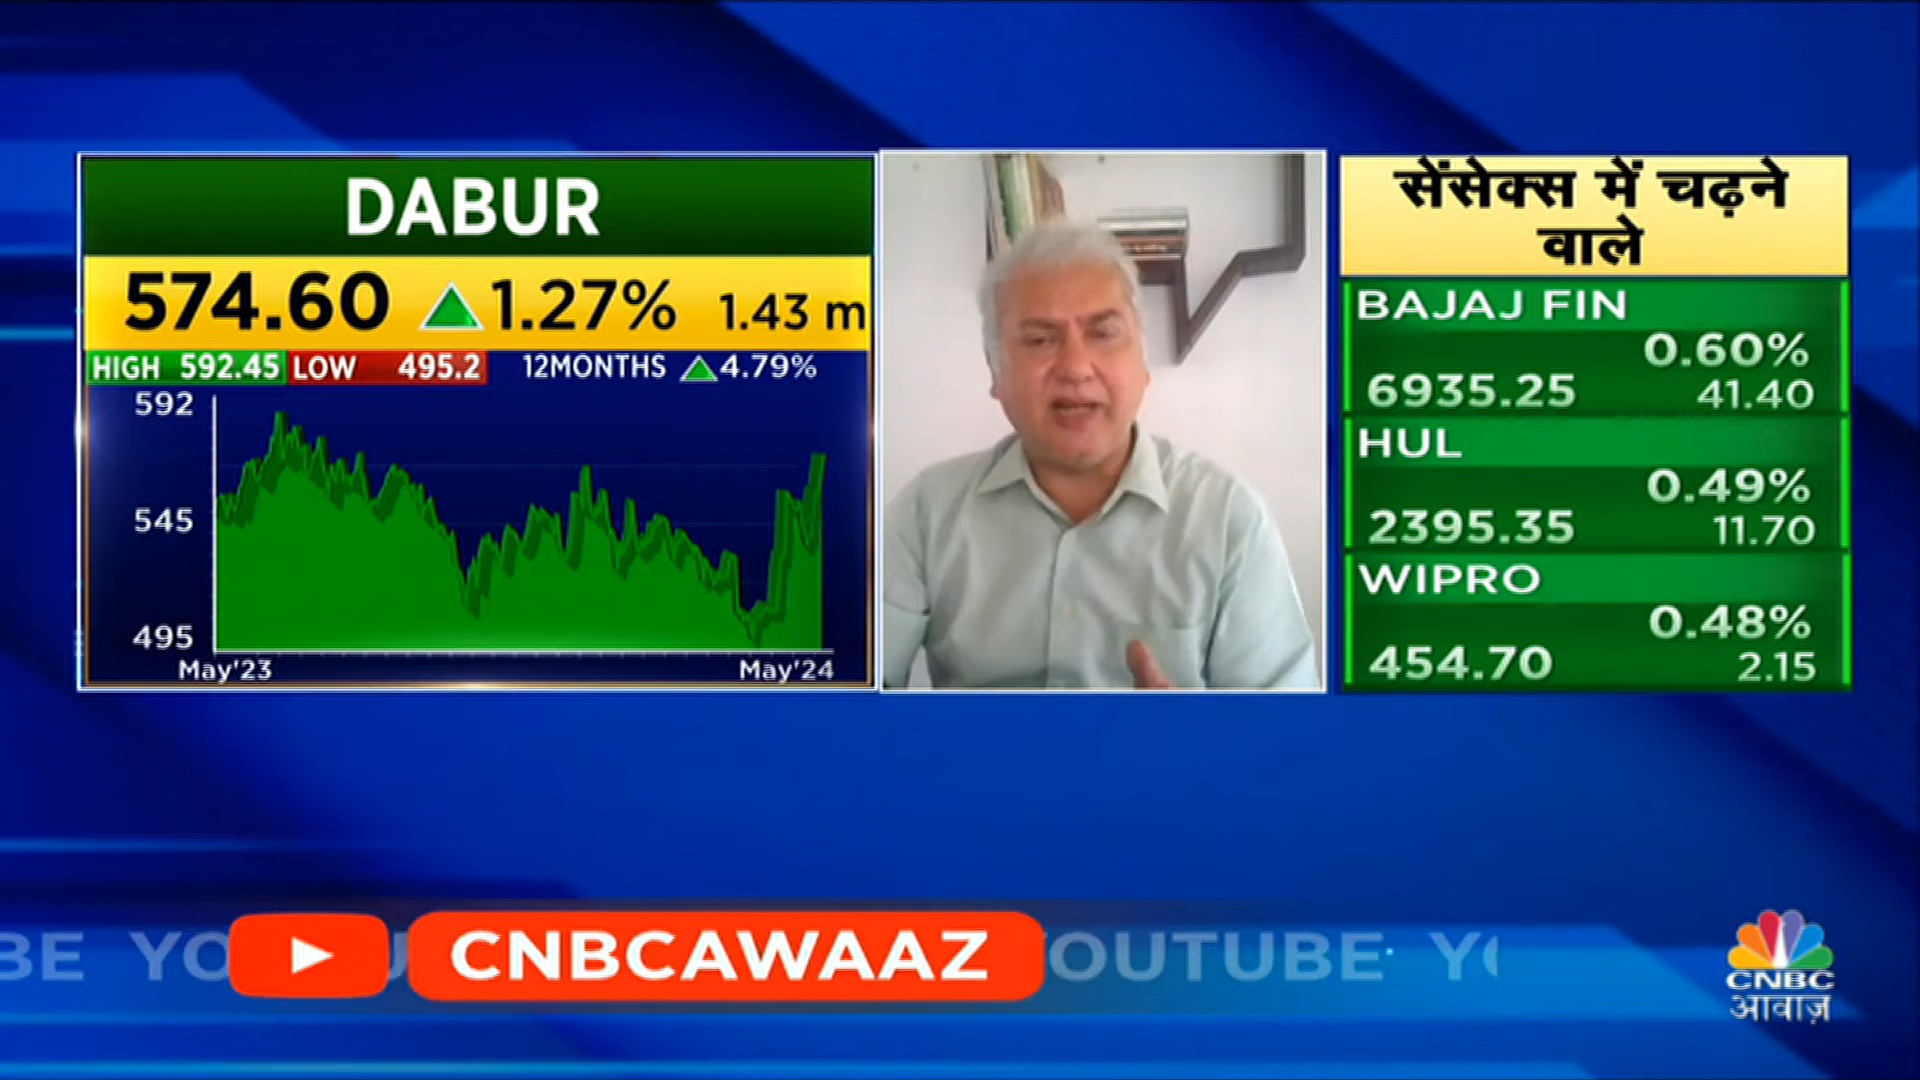 DABUR
574.60 ▲ 1.27% 1.43 m
HIGH 592.45 LOW 495.2 12MONTHS ▲ 4.79%
592
545
495
May'23 May'24
सेंसेक्स में चढ़ने
वाले
BAJAJ FIN
0.60%
6935.25 41.40
HUL
0.49%
2395.35 11.70
WIPRO
0.48%
454.70 2.15
CNBCAWAAZ OUTUBE
CNBC
आवाज़